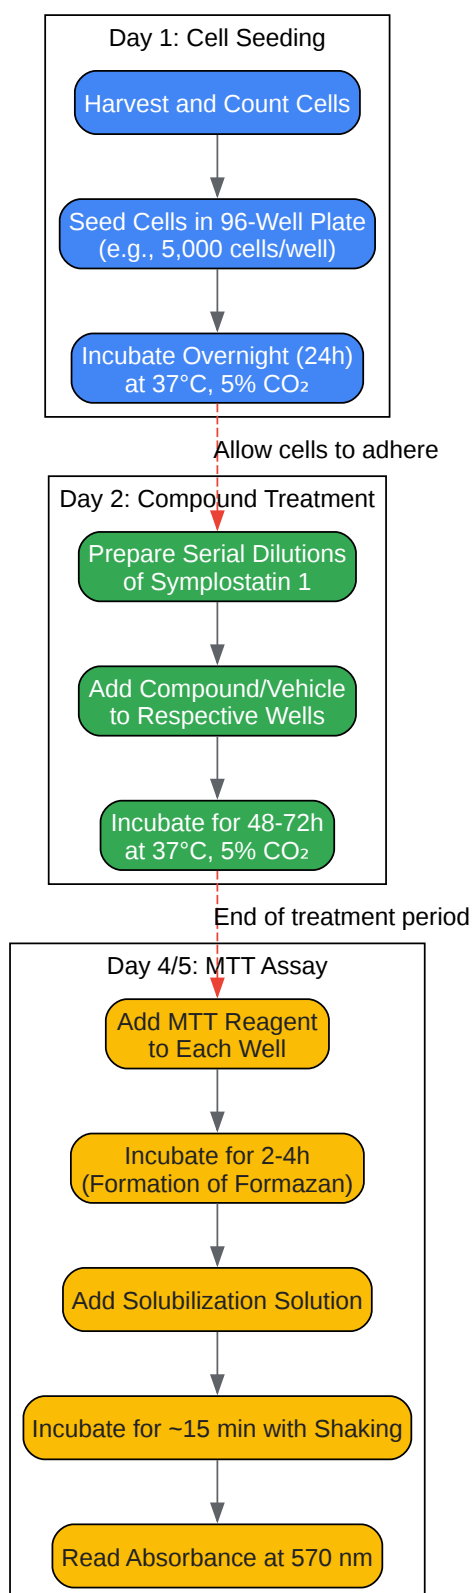 Day 1: Cell Seeding
Harvest and Count Cells
Seed Cells in 96-Well Plate
(e.g., 5,000 cells/well)
Incubate Overnight (24h)
at 37°C, 5% CO₂
Allow cells to adhere
Day 2: Compound Treatment
Prepare Serial Dilutions
of Symplostatin 1
Add Compound/Vehicle
to Respective Wells
Incubate for 48-72h
at 37°C, 5% CO₂
End of treatment period
Day 4/5: MTT Assay
Add MTT Reagent
to Each Well
Incubate for 2-4h
(Formation of Formazan)
Add Solubilization Solution
Incubate for ~15 min with Shaking
Read Absorbance at 570 nm